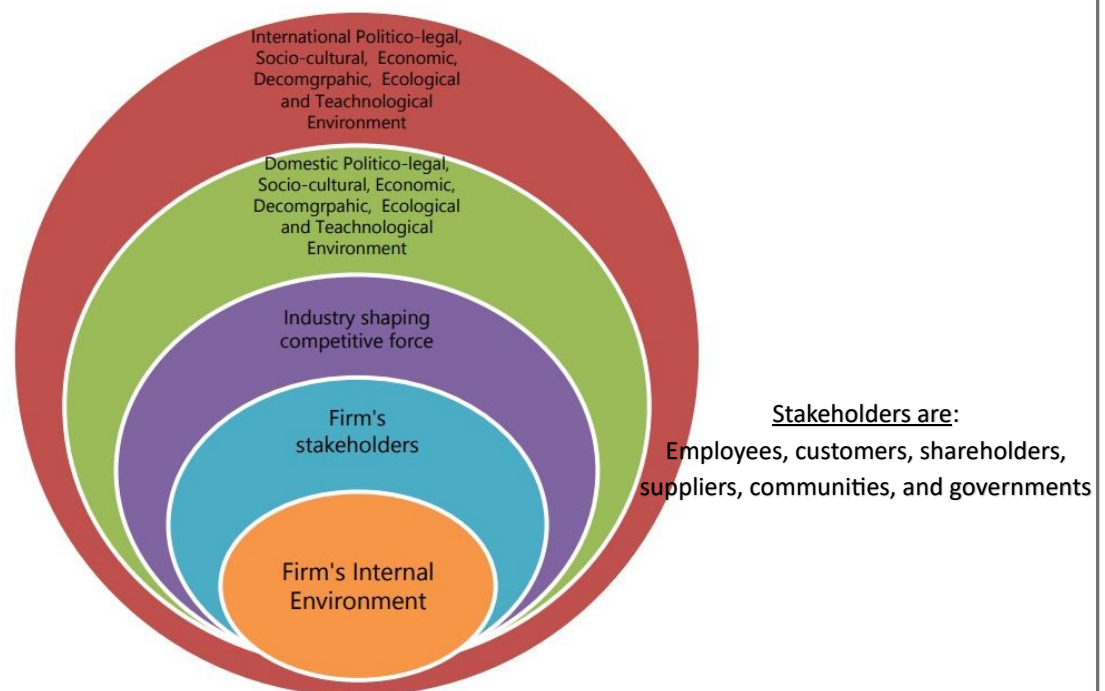 International Politico-legal,
Socio-cultural, Economic,
Decomgrpahic, Ecological
and Teachnological
Environment
Domestic Politico-legal,
Socio-cultural, Economic,
Decomgrpahic, Ecological
and Teachnological
Environment
Industry shaping
competitive force
Firm's
stakeholders
Firm's Internal
Environment
Stakeholders are:
Employees, customers, shareholders,
suppliers, communities, and governments